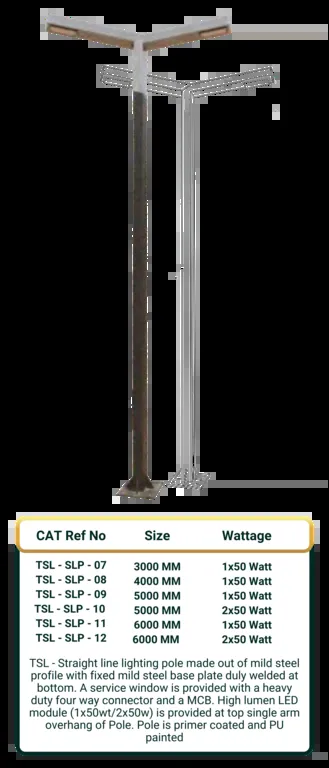 CAT Ref No Size Wattage
TSL - SLP - 07 3000 MM 1x50 Watt
TSL - SLP - 08 4000 MM 1x50 Watt
TSL - SLP - 09 5000 MM 1x50 Watt
TSL - SLP - 10 5000 MM 2x50 Watt
TSL - SLP - 11 6000 MM 1x50 Watt
TSL - SLP - 12 6000 MM 2x50 Watt
TSL - Straight line lighting pole made out of mild steel
profile with fixed mild steel base plate duly welded at
bottom. A service window is provided with a heavy
duty four way connector and a MCB. High lumen LED
module (1x50wt/2x50w) is provided at top single arm
overhang of Pole. Pole is primer coated and PU
painted